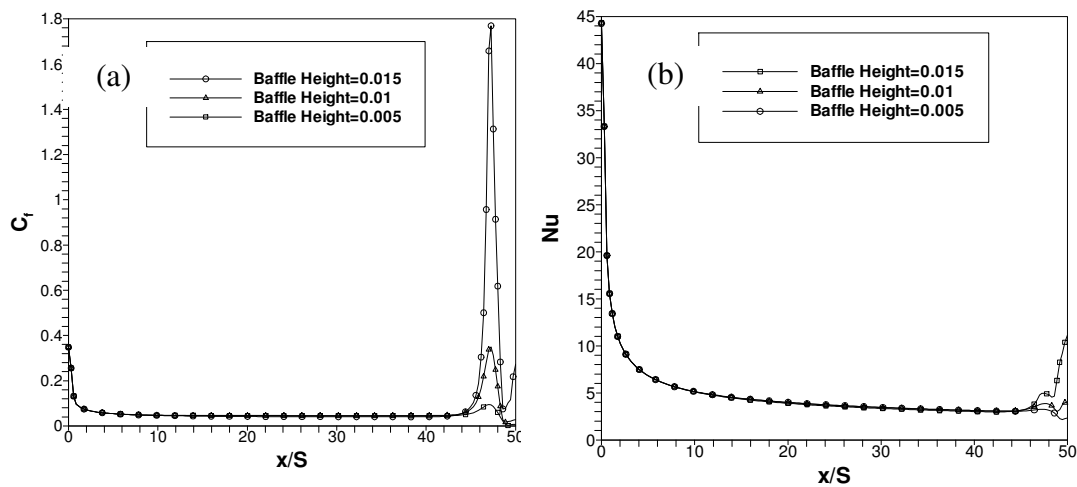 (a)
Baffle Height=0.015
Baffle Height=0.01
Baffle Height=0.005
1.8
1.6
1.4
1.2
1
0.8
0.6
0.4
0.2
0
C_f
0 10 20 30 40 50
x/S
(b)
Baffle Height=0.015
Baffle Height=0.01
Baffle Height=0.005
45
40
35
30
25
20
15
10
5
0
Nu
0 10 20 30 40 50
x/S